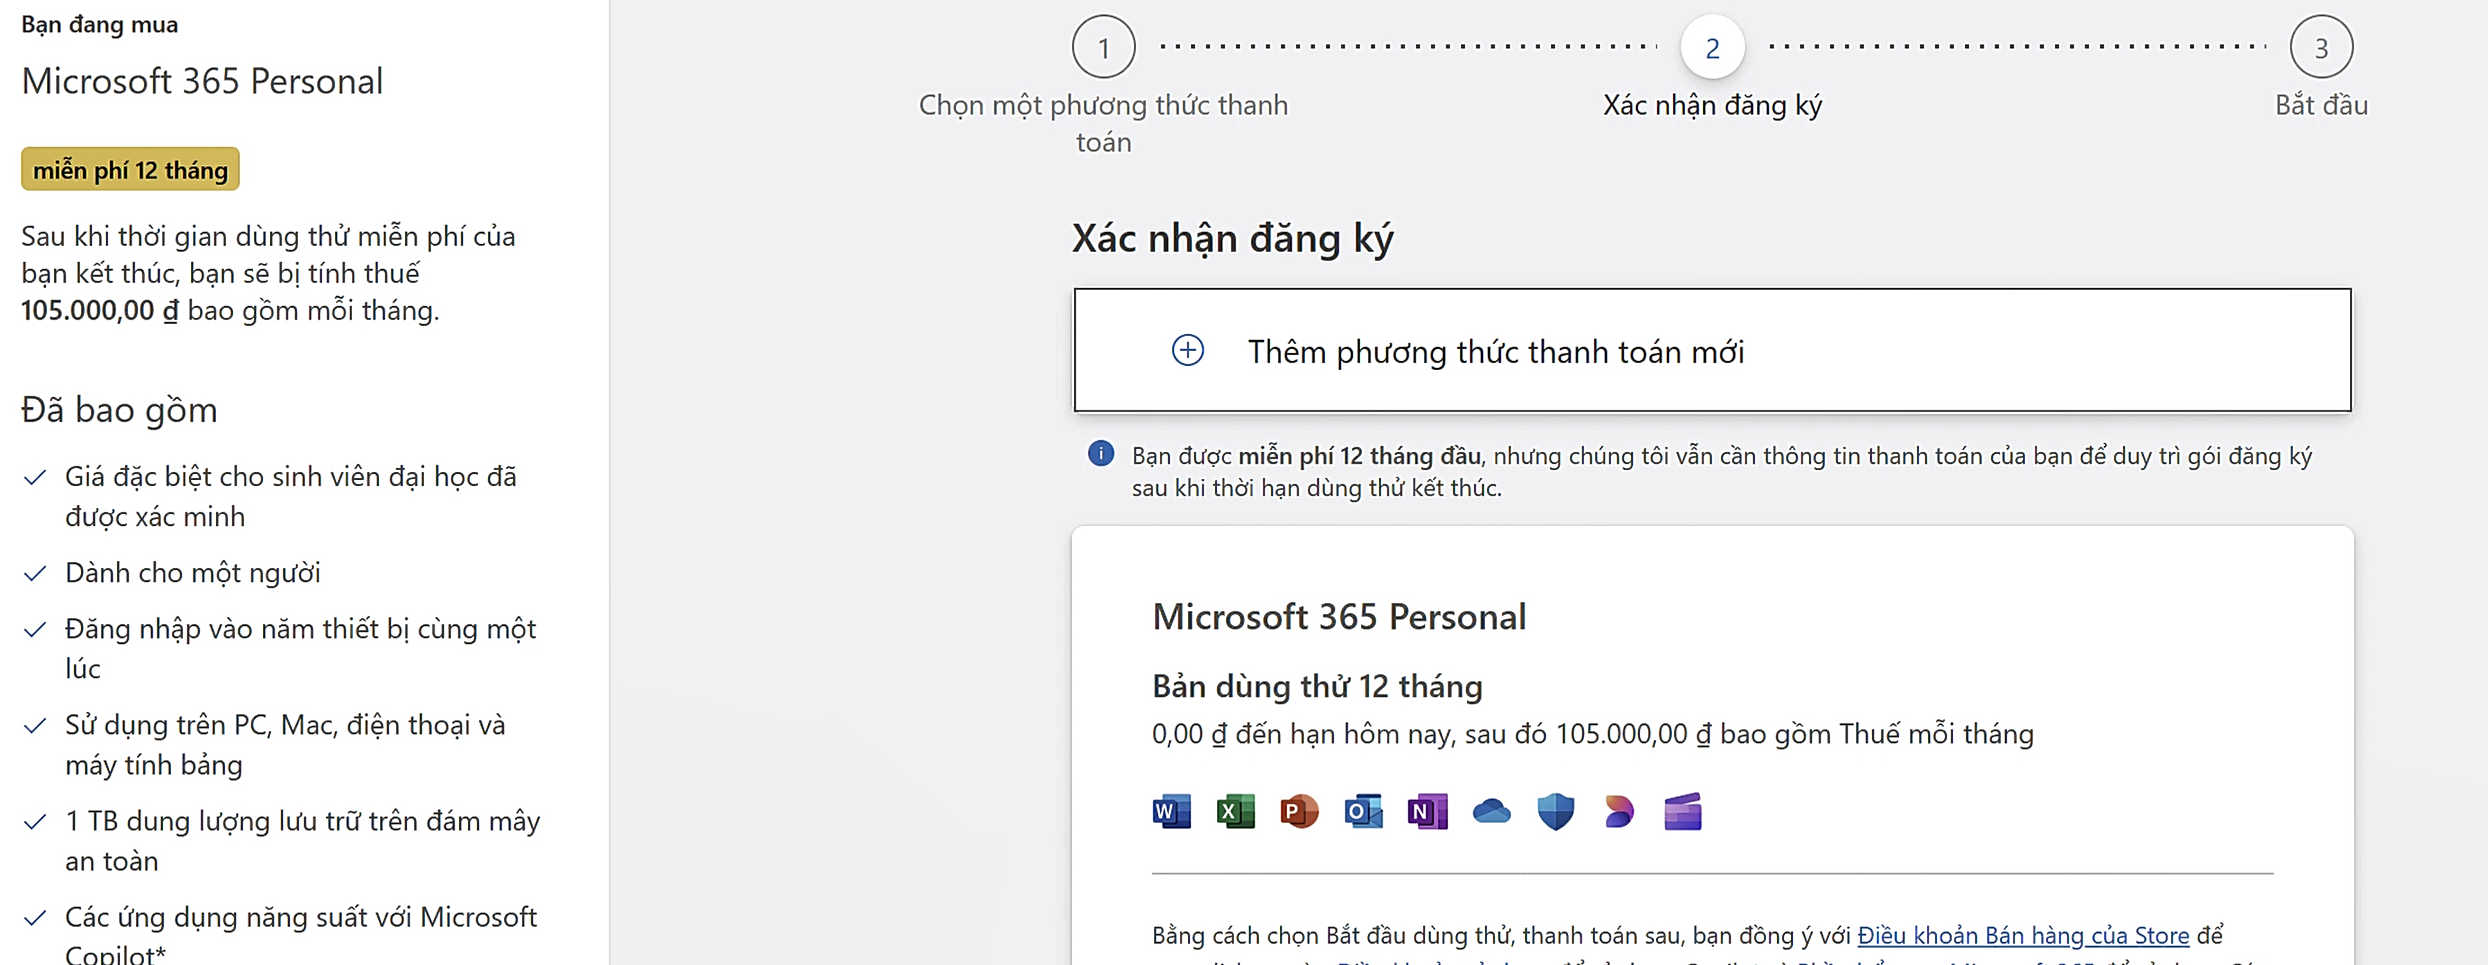 Bạn đang mua
Microsoft 365 Personal
miễn phí 12 tháng
Sau khi thời gian dùng thử miễn phí của
bạn kết thúc, bạn sẽ bị tính thuế
105.000,00 ₫ bao gồm mỗi tháng.
Đã bao gồm
Giá đặc biệt cho sinh viên đại học đã
được xác minh
Dành cho một người
Đăng nhập vào năm thiết bị cùng một
lúc
Sử dụng trên PC, Mac, điện thoại và
máy tính bảng
1 TB dung lượng lưu trữ trên đám mây
an toàn
Các ứng dụng năng suất với Microsoft
Copilot*
1
2
3
Chọn một phương thức thanh
toán
Xác nhận đăng ký
Bắt đầu
Xác nhận đăng ký
Thêm phương thức thanh toán mới
Bạn được miễn phí 12 tháng đầu, nhưng chúng tôi vẫn cần thông tin thanh toán của bạn để duy trì gói đăng ký
sau khi thời hạn dùng thử kết thúc.
Microsoft 365 Personal
Bản dùng thử 12 tháng
0,00 ₫ đến hạn hôm nay, sau đó 105.000,00 ₫ bao gồm Thuế mỗi tháng
W X P O N
Bằng cách chọn Bắt đầu dùng thử, thanh toán sau, bạn đồng ý với Điều khoản Bán hàng của Store để